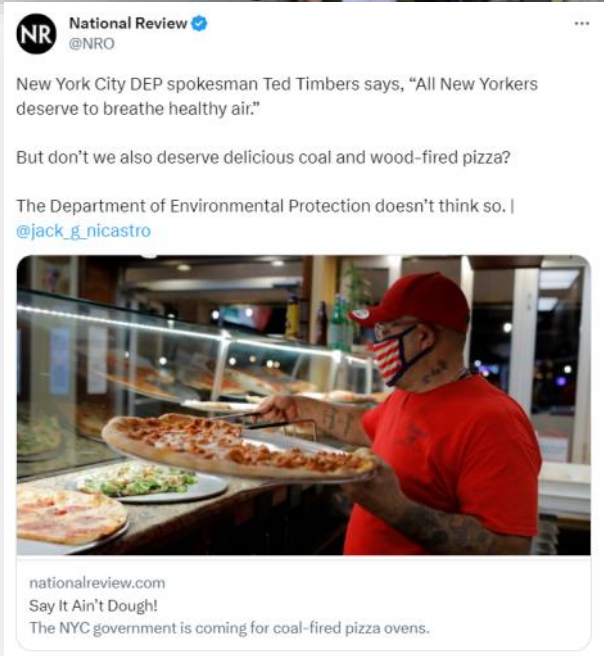 NR
National Review
@NRO
New York City DEP spokesman Ted Timbers says, “All New Yorkers
deserve to breathe healthy air.”
But don’t we also deserve delicious coal and wood-fired pizza?
The Department of Environmental Protection doesn’t think so. |
@jack_g_nicastro
nationalreview.com
Say It Ain’t Dough!
The NYC government is coming for coal-fired pizza ovens.